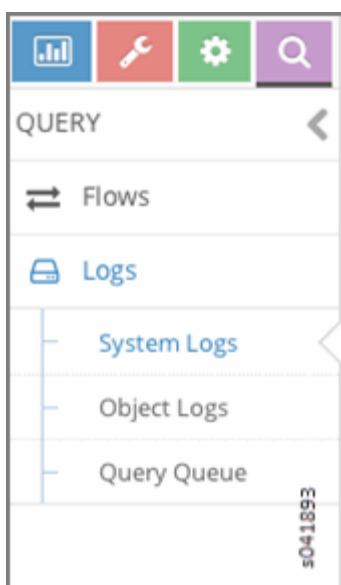 QUERY
Flows
Logs
System Logs
Object Logs
Query Queue
s041893